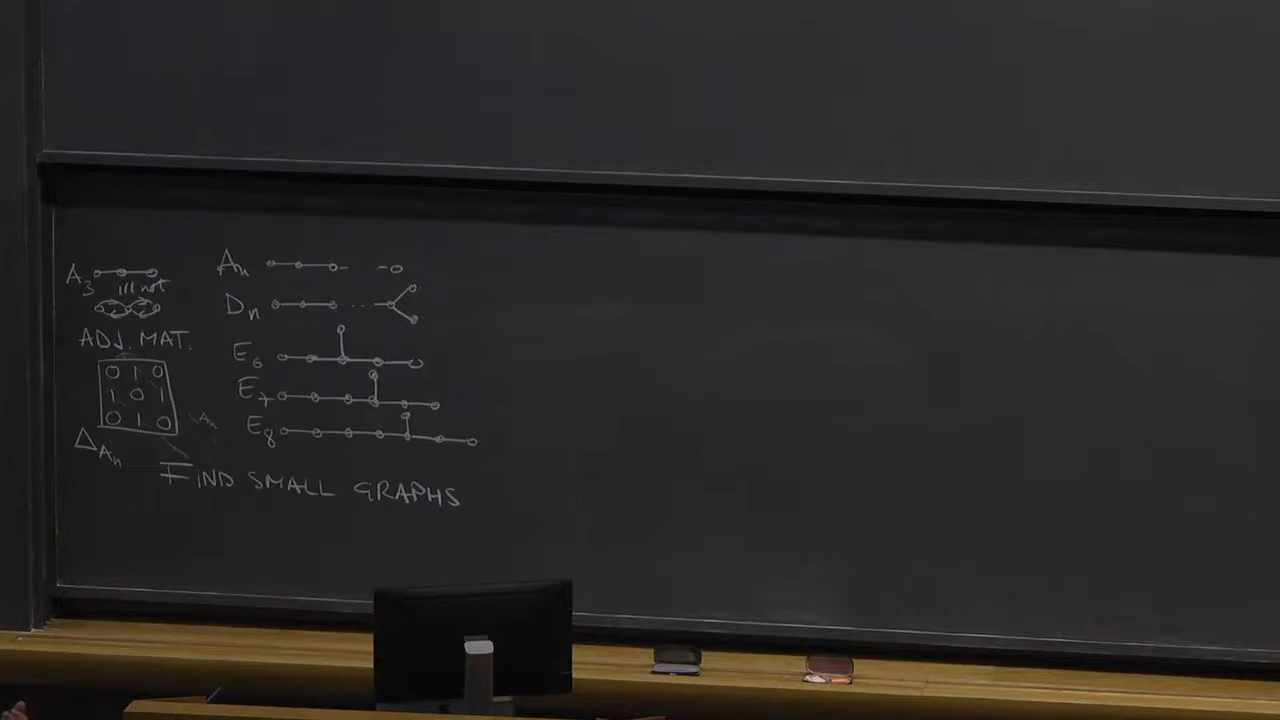 A₃
ADJ. MAT.
0 1 0
1 0 1
0 1 0
Δ_Aₙ
Aₙ
Dₙ
E₆
E₇
E₈
FIND SMALL GRAPHS